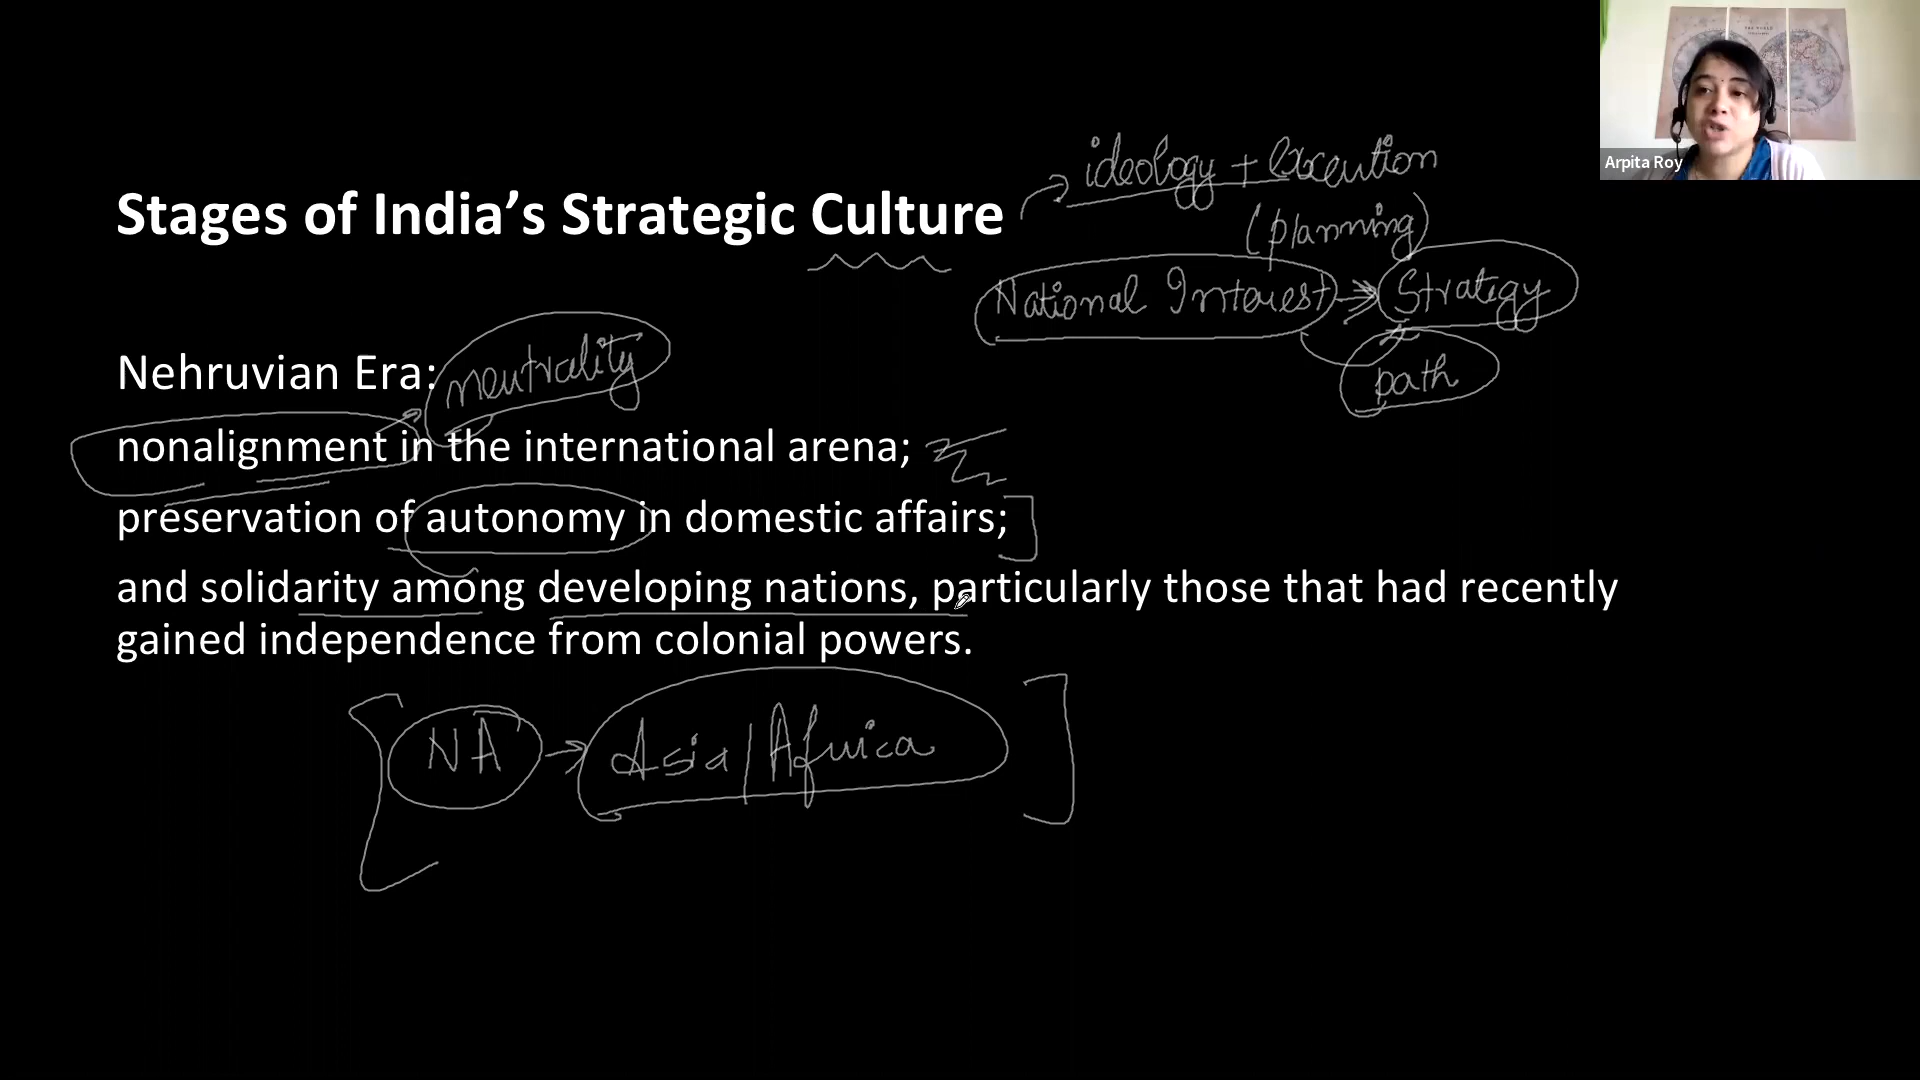 THE WORLD
Arpita Roy
ideology + execution
(planning)
Stages of India’s Strategic Culture
National Interest → Strategy
path
Nehruvian Era: neutrality
nonalignment in the international arena;
preservation of autonomy in domestic affairs;
and solidarity among developing nations, particularly those that had recently
gained independence from colonial powers.
NA → Asia/Africa